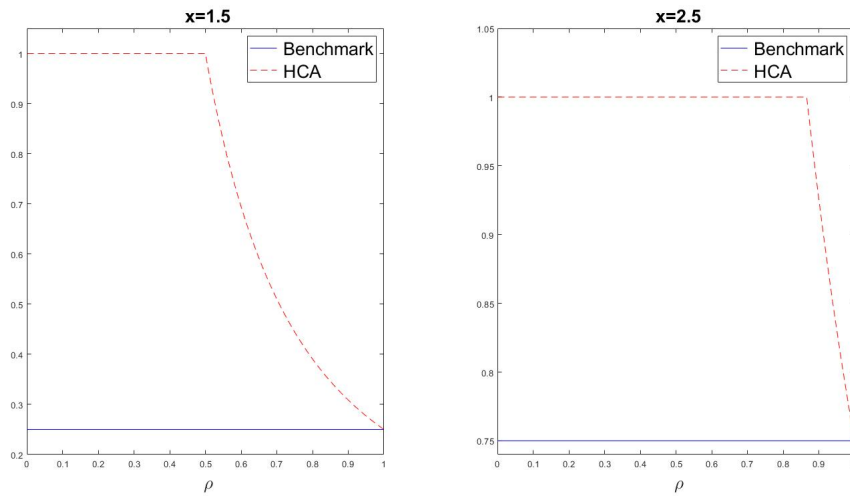 x=1.5
Benchmark
HCA
1
0.9
0.8
0.7
0.6
0.5
0.4
0.3
0.2
0 0.1 0.2 0.3 0.4 0.5 0.6 0.7 0.8 0.9 1
ρ
x=2.5
Benchmark
HCA
1.05
1
0.95
0.9
0.85
0.8
0.75
0 0.1 0.2 0.3 0.4 0.5 0.6 0.7 0.8 0.9
ρ